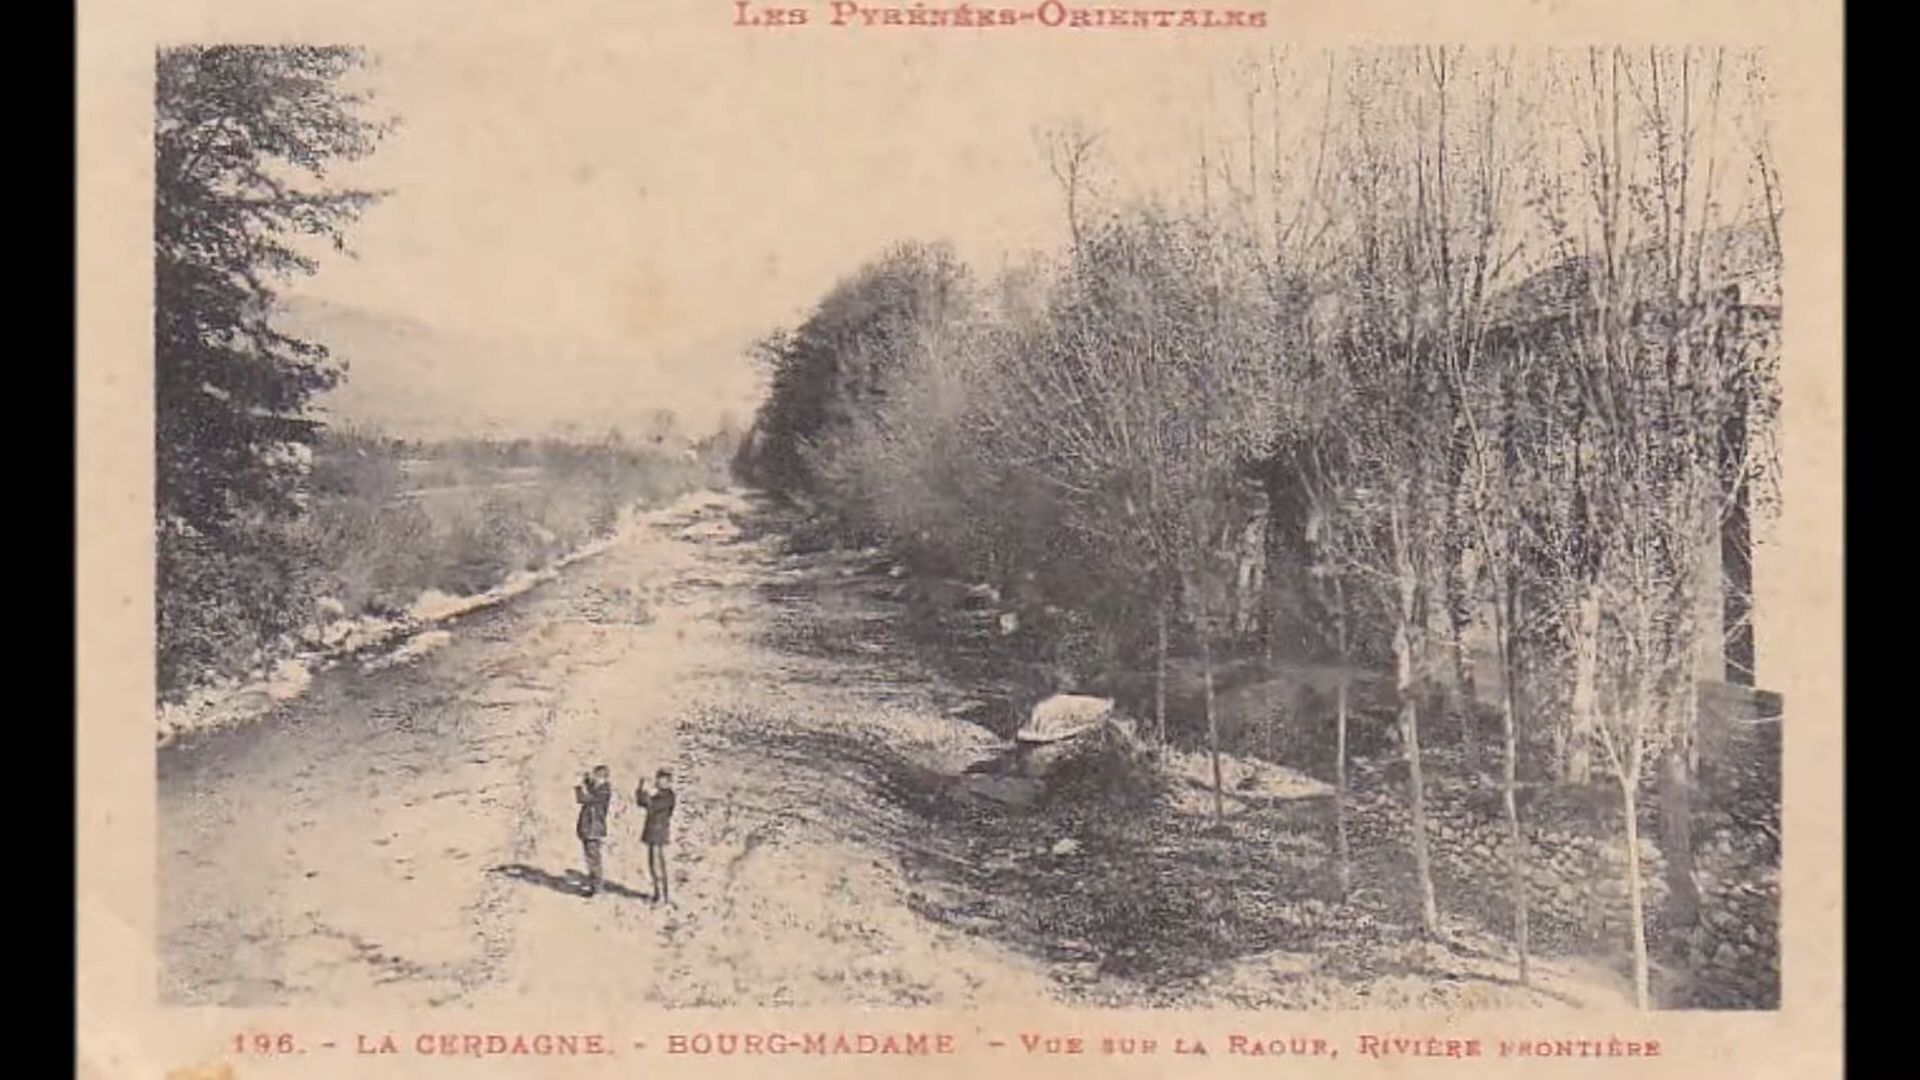 LES PYRÉNÉES-ORIENTALES
196. - LA CERDAGNE. - BOURG-MADAME - VUE SUR LA RAOUR, RIVIÈRE FRONTIÈRE